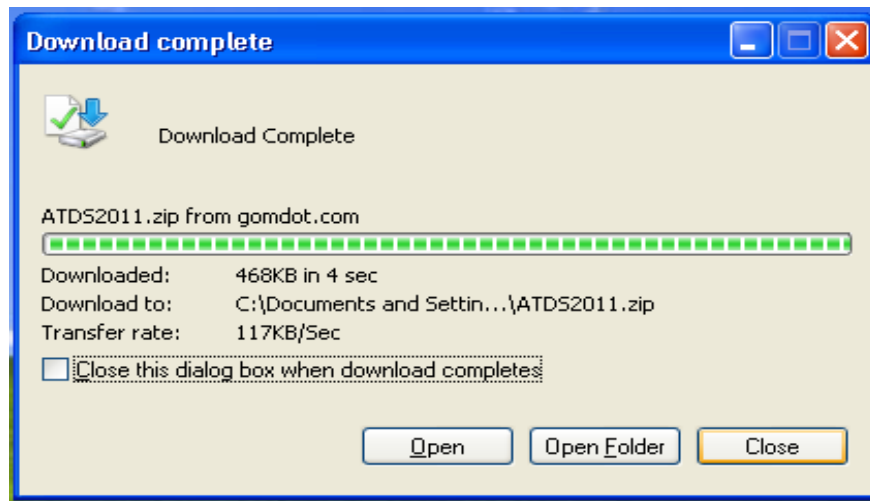 Download complete
Download Complete
ATDS2011.zip from gomdot.com
Downloaded: 468KB in 4 sec
Download to: C:\Documents and Settin...\ATDS2011.zip
Transfer rate: 117KB/Sec
Close this dialog box when download completes
Open Open Folder Close